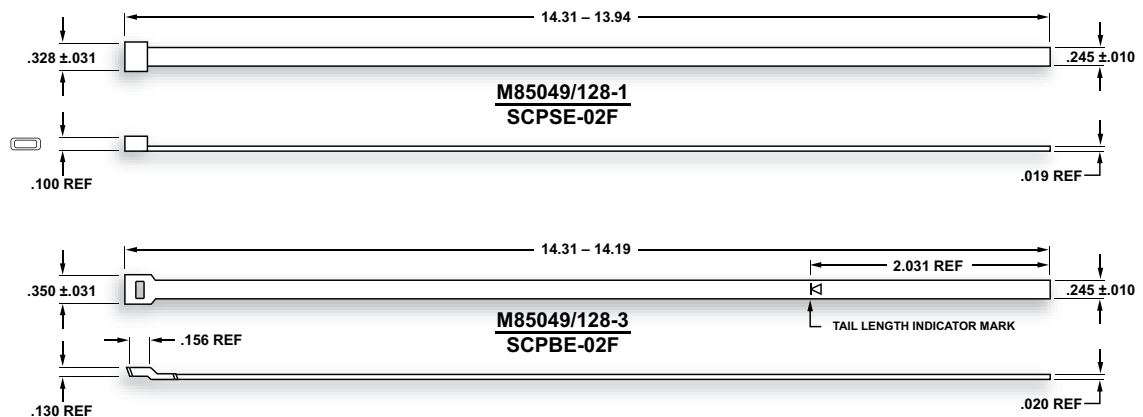 14.31 – 13.94
.328 ±.031
.245 ±.010
M85049/128-1
SCPSE-02F
.100 REF
.019 REF
14.31 – 14.19
2.031 REF
.350 ±.031
.245 ±.010
M85049/128-3
SCPBE-02F
TAIL LENGTH INDICATOR MARK
.156 REF
.130 REF
.020 REF